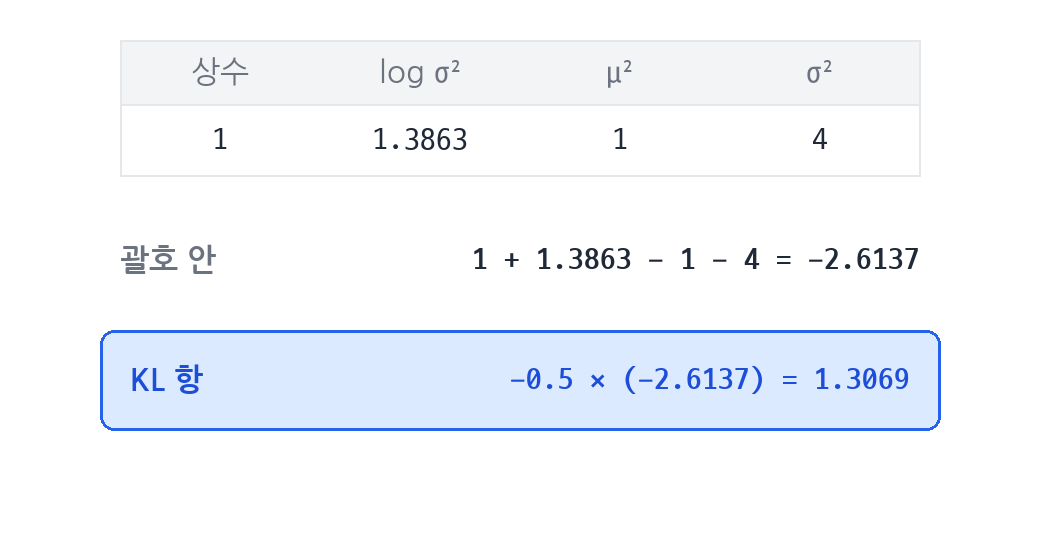 상수 log σ² μ² σ²
1 1.3863 1 4
괄호 안 1 + 1.3863 − 1 − 4 = −2.6137
KL 항 −0.5 × (−2.6137) = 1.3069